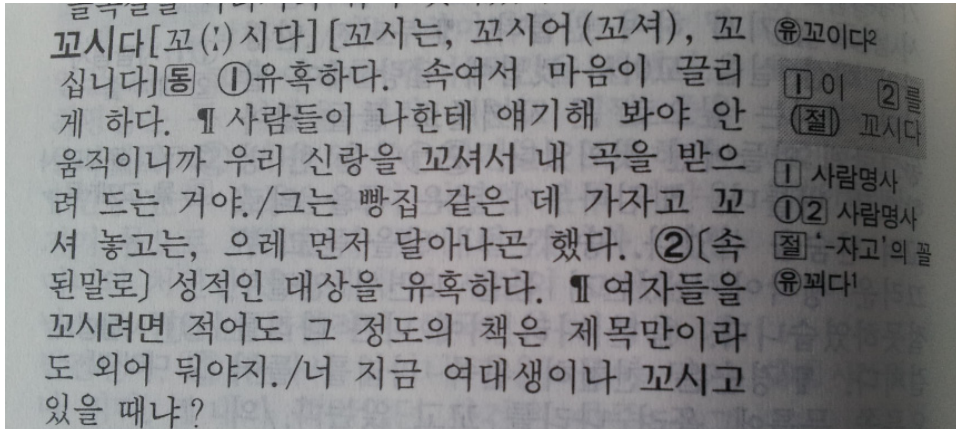 꼬시다[꼬(ː)시다] [꼬시는, 꼬시어(꼬셔), 꼬
십니다]동 ①유혹하다. 속여서 마음이 끌리
게 하다. ¶ 사람들이 나한테 얘기해 봐야 안
움직이니까 우리 신랑을 꼬셔서 내 곡을 받으
려 드는 거야./그는 빵집 같은 데 가자고 꼬
셔 놓고는, 으레 먼저 달아나곤 했다. ❷(속
된말로) 성적인 대상을 유혹하다. ¶ 여자들을
꼬시려면 적어도 그 정도의 책은 제목만이라
도 외어 둬야지./너 지금 여대생이나 꼬시고
있을 때냐?
유 꼬이다²
1이 2를
(절) 꼬시다
1 사람명사
①2 사람명사
절 '-자고'의 꼴
유 꾀다¹